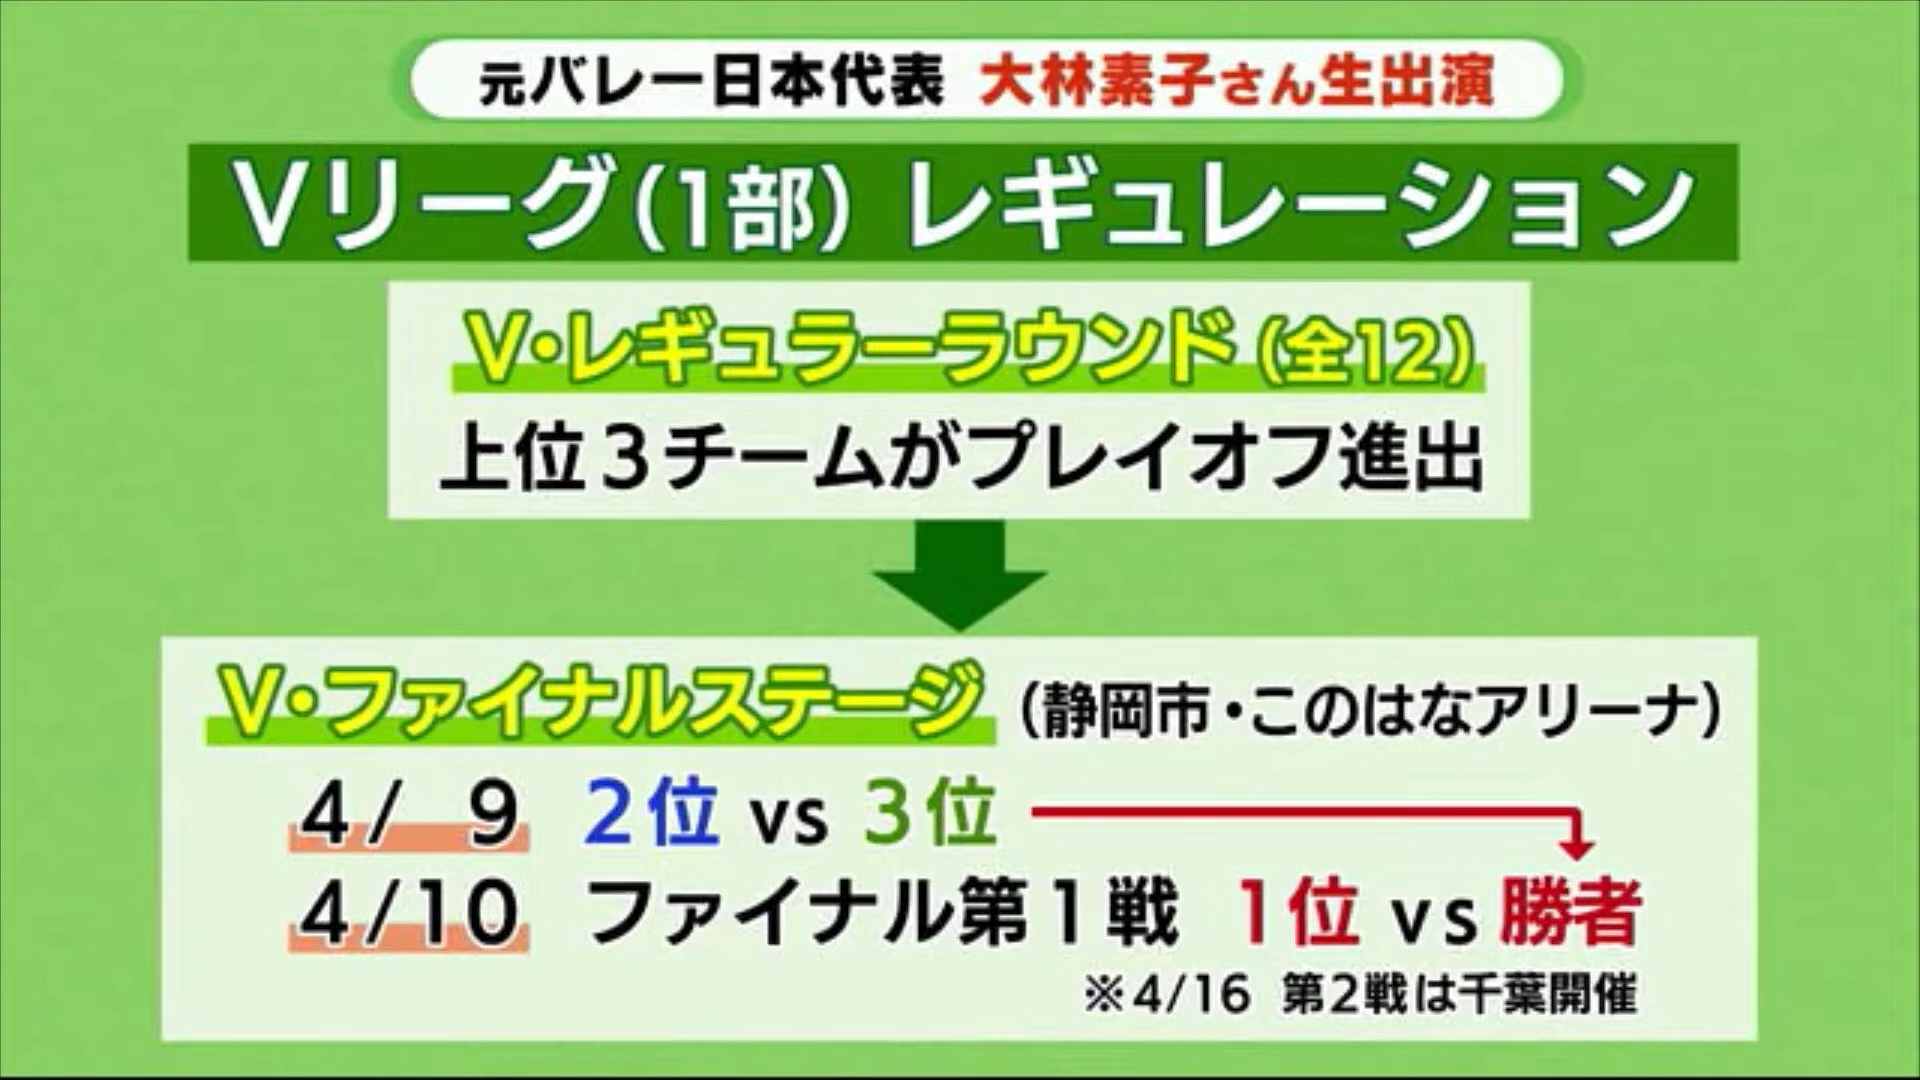 元バレー日本代表 大林素子さん生出演
Vリーグ(1部) レギュレーション
V・レギュラーラウンド(全12)
上位3チームがプレイオフ進出
V・ファイナルステージ (静岡市・このはなアリーナ)
4/ 9 2位 vs 3位
4/10 ファイナル第1戦 1位 vs 勝者
※4/16 第2戦は千葉開催